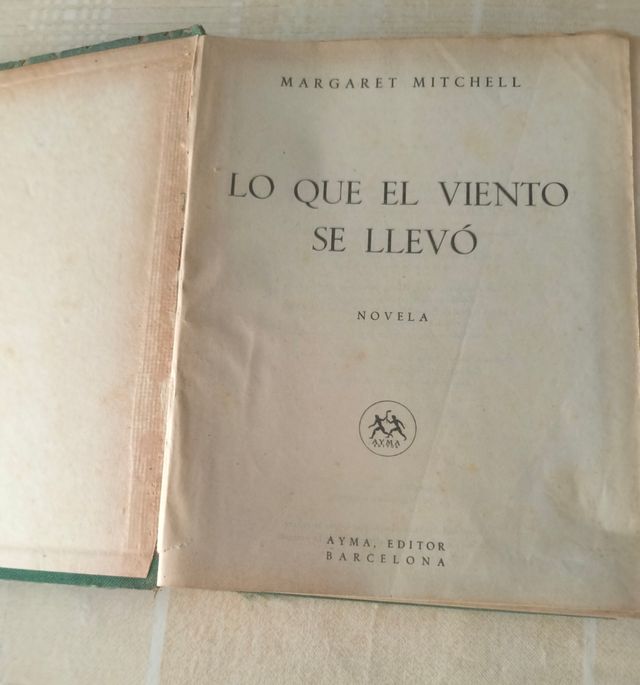 MARGARET MITCHELL
LO QUE EL VIENTO
SE LLEVÓ
NOVELA
AYMA
AYMA, EDITOR
BARCELONA